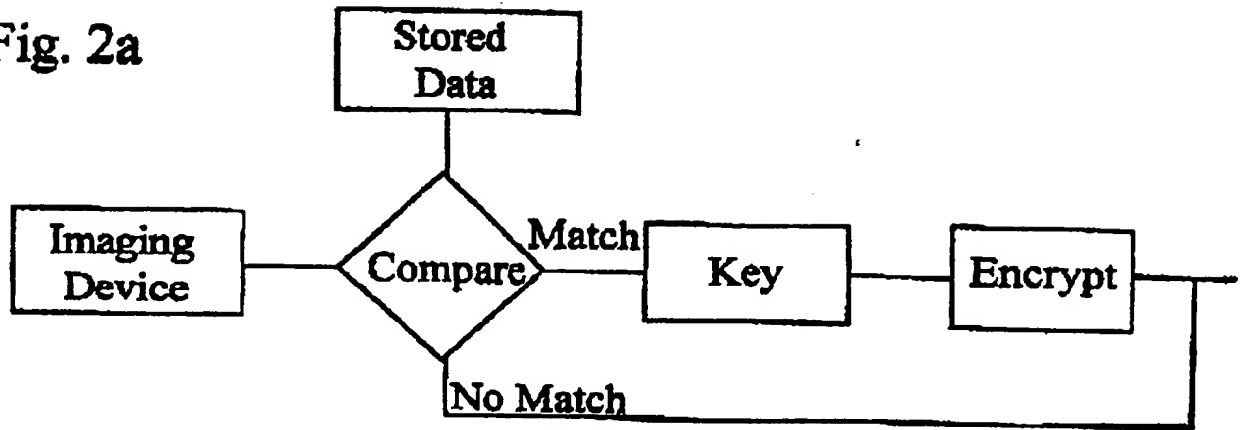 Fig. 2a
Stored
Data
Imaging
Device
Compare
Match
Key
Encrypt
No Match